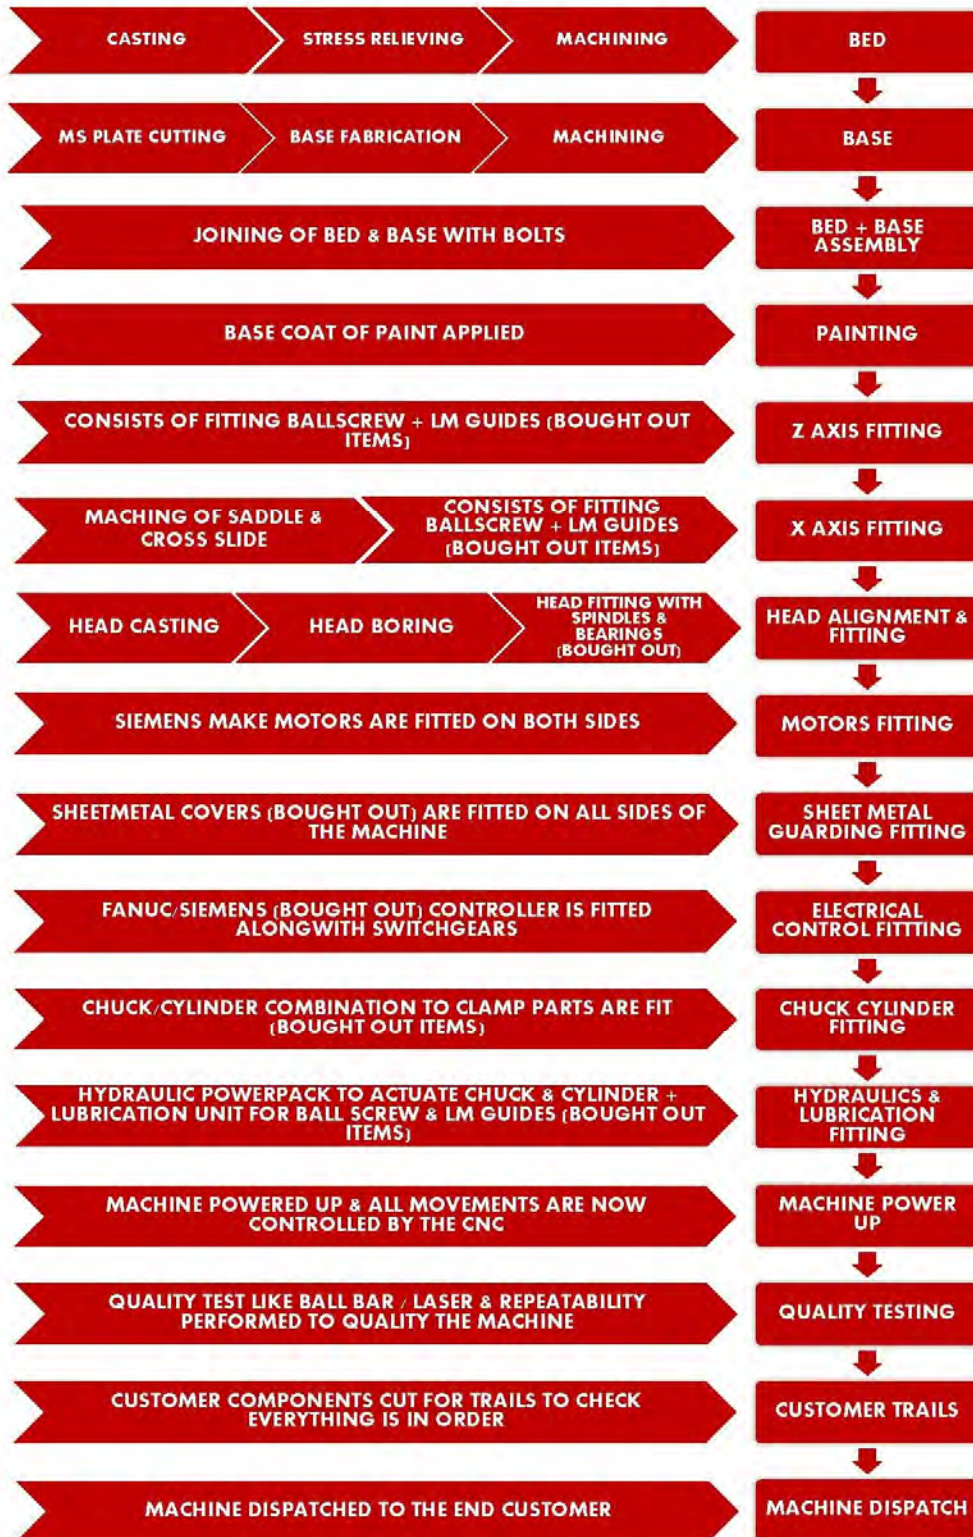 CASTING
STRESS RELIEVING
MACHINING
BED
MS PLATE CUTTING
BASE FABRICATION
MACHINING
BASE
JOINING OF BED & BASE WITH BOLTS
BED + BASE
ASSEMBLY
BASE COAT OF PAINT APPLIED
PAINTING
CONSISTS OF FITTING BALLSCREW + LM GUIDES (BOUGHT OUT
ITEMS)
Z AXIS FITTING
MACHING OF SADDLE &
CROSS SLIDE
CONSISTS OF FITTING
BALLSCREW + LM GUIDES
(BOUGHT OUT ITEMS)
X AXIS FITTING
HEAD CASTING
HEAD BORING
HEAD FITTING WITH
SPINDLES &
BEARINGS
(BOUGHT OUT)
HEAD ALIGNMENT &
FITTING
SIEMENS MAKE MOTORS ARE FITTED ON BOTH SIDES
MOTORS FITTING
SHEETMETAL COVERS (BOUGHT OUT) ARE FITTED ON ALL SIDES OF
THE MACHINE
SHEET METAL
GUARDING FITTING
FANUC/SIEMENS (BOUGHT OUT) CONTROLLER IS FITTED
ALONGWITH SWITCHGEARS
ELECTRICAL
CONTROL FITTTING
CHUCK/CYLINDER COMBINATION TO CLAMP PARTS ARE FIT
(BOUGHT OUT ITEMS)
CHUCK CYLINDER
FITTING
HYDRAULIC POWERPACK TO ACTUATE CHUCK & CYLINDER +
LUBRICATION UNIT FOR BALL SCREW & LM GUIDES (BOUGHT OUT
ITEMS)
HYDRAULICS &
LUBRICATION
FITTING
MACHINE POWERED UP & ALL MOVEMENTS ARE NOW
CONTROLLED BY THE CNC
MACHINE POWER
UP
QUALITY TEST LIKE BALL BAR / LASER & REPEATABILITY
PERFORMED TO QUALITY THE MACHINE
QUALITY TESTING
CUSTOMER COMPONENTS CUT FOR TRAILS TO CHECK
EVERYTHING IS IN ORDER
CUSTOMER TRAILS
MACHINE DISPATCHED TO THE END CUSTOMER
MACHINE DISPATCH